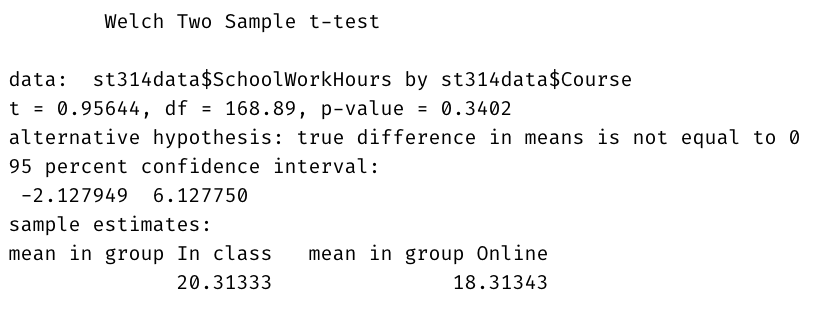 Welch Two Sample t-test
data:  st314data$SchoolWorkHours by st314data$Course
t = 0.95644, df = 168.89, p-value = 0.3402
alternative hypothesis: true difference in means is not equal to 0
95 percent confidence interval:
-2.127949  6.127750
sample estimates:
mean in group In class   mean in group Online
20.31333               18.31343